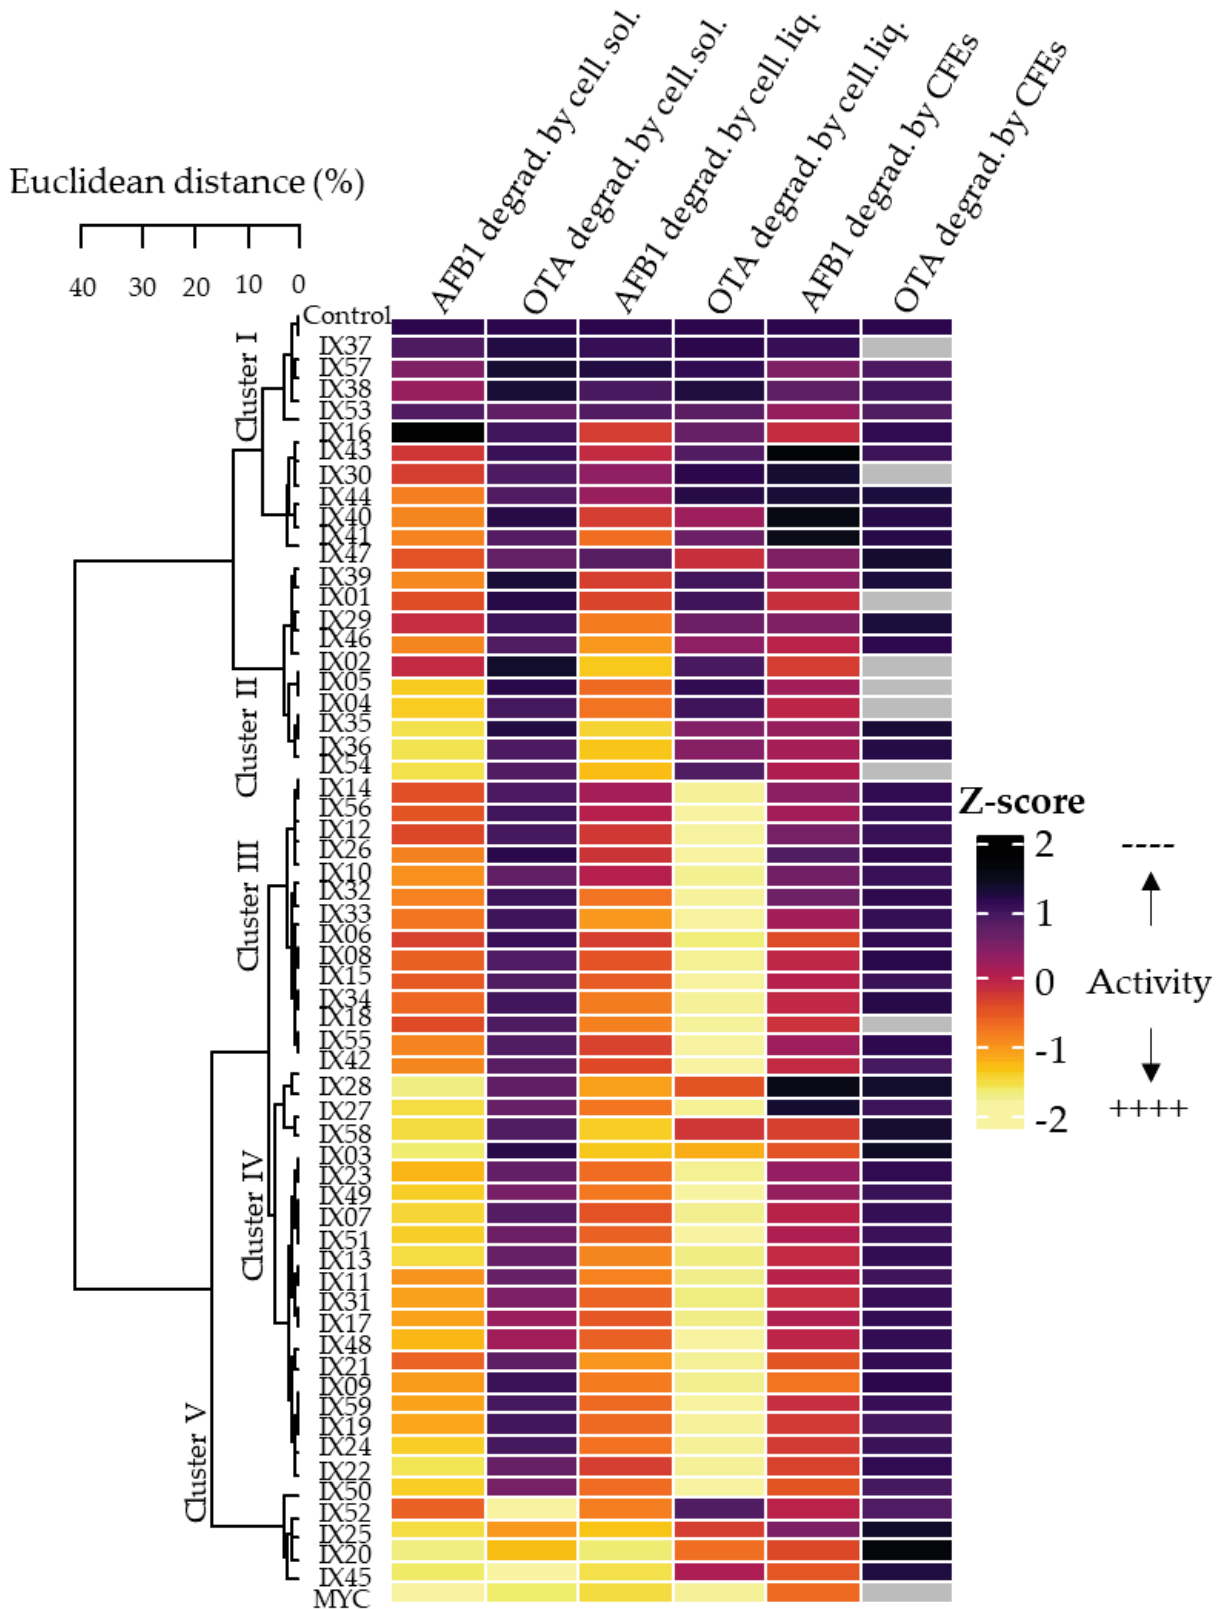 AFB1 degrad. by cell. sol.
OTA degrad. by cell. sol.
AFB1 degrad. by cell. liq.
OTA degrad. by cell. liq.
AFB1 degrad. by CFEs
OTA degrad. by CFEs
Euclidean distance (%)
40 30 20 10 0
Cluster I
Cluster II
Cluster III
Cluster IV
Cluster V
Control
IX37
IX57
IX38
IX53
IX16
IX43
IX30
IX44
IX40
IX41
IX47
IX39
IX01
IX29
IX46
IX02
IX05
IX04
IX35
IX36
IX54
IX14
IX56
IX12
IX26
IX10
IX32
IX33
IX06
IX08
IX15
IX34
IX18
IX55
IX42
IX28
IX27
IX58
IX03
IX23
IX49
IX07
IX51
IX13
IX11
IX31
IX17
IX48
IX21
IX09
IX59
IX19
IX24
IX22
IX50
IX52
IX25
IX20
IX45
MYC
Z-score
2
1
0
-1
-2
----
Activity
++++